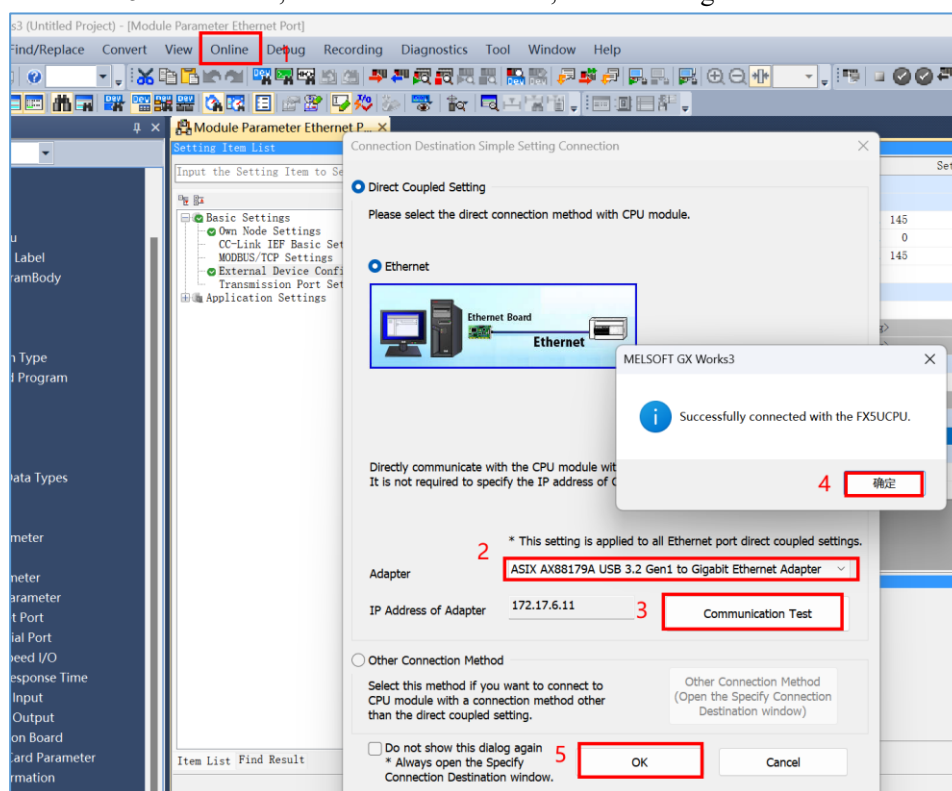 s3 (Untitled Project) - [Module Parameter Ethernet Port]
Find/Replace Convert View Online Debug Recording Diagnostics Tool Window Help
1
Module Parameter Ethernet P...
Setting Item List
Input the Setting Item to Se
Basic Settings
Own Node Settings
CC-Link IEF Basic Set
MODBUS/TCP Settings
External Device Confi
Transmission Port Set
Application Settings
Item List Find Result
u
Label
ramBody
n Type
d Program
Data Types
meter
meter
arameter
t Port
ial Port
peed I/O
esponse Time
Input
Output
on Board
Card Parameter
rmation
Connection Destination Simple Setting Connection
Direct Coupled Setting
Please select the direct connection method with CPU module.
Ethernet
Ethernet Board
Ethernet
Directly communicate with the CPU module wit
It is not required to specify the IP address of C
* This setting is applied to all Ethernet port direct coupled settings.
2
Adapter ASIX AX88179A USB 3.2 Gen1 to Gigabit Ethernet Adapter
IP Address of Adapter 172.17.6.11 3 Communication Test
Other Connection Method
Select this method if you want to connect to
CPU module with a connection method other
than the direct coupled setting.
Other Connection Method
(Open the Specify Connection
Destination window)
Do not show this dialog again
* Always open the Specify
Connection Destination window.
5 OK Cancel
MELSOFT GX Works3
Successfully connected with the FX5UCPU.
4 确定
Set
145
0
145